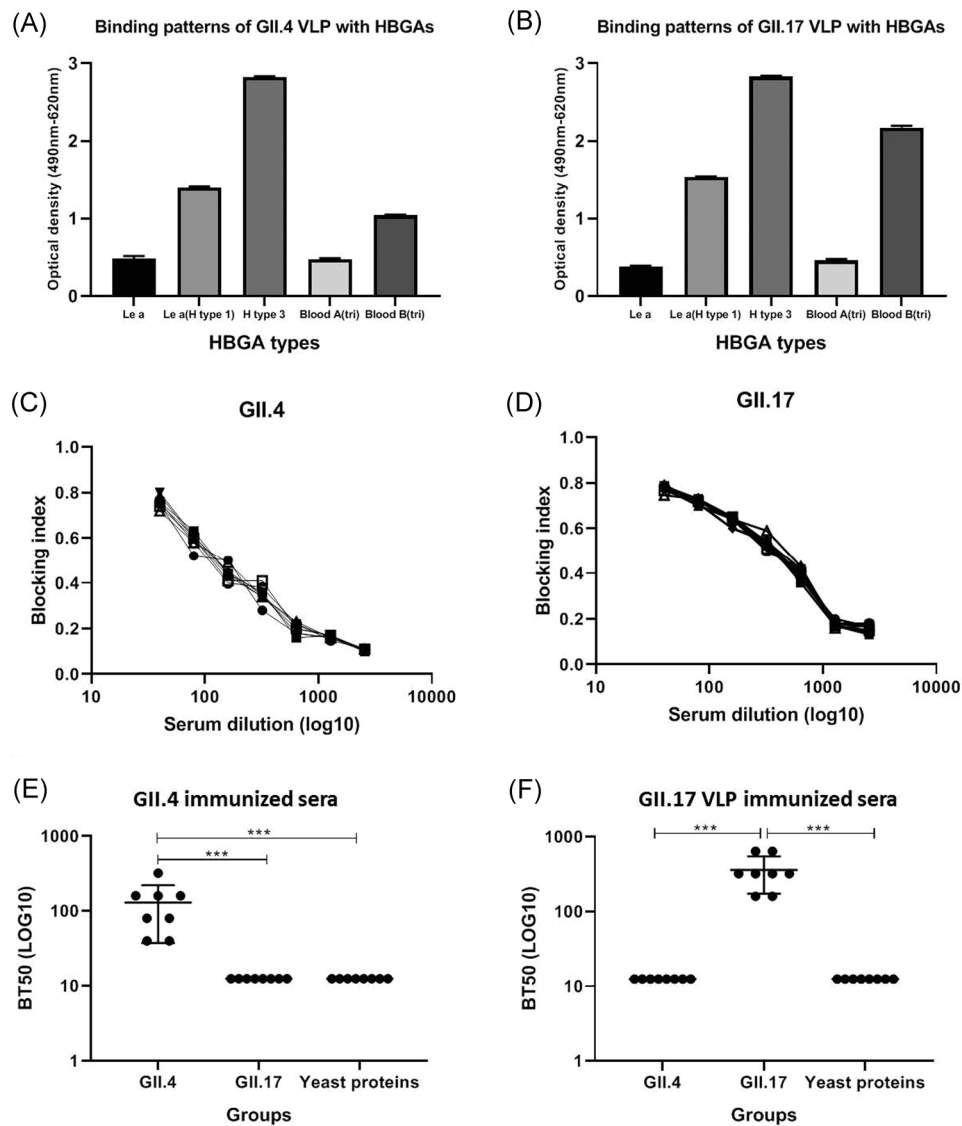 (A)
Binding patterns of GII.4 VLP with HBGAs
Optical density (490nm-620nm)
3
2
1
0
Le a
Le a(H type 1)
H type 3
Blood A(tri)
Blood B(tri)
HBGA types
(B)
Binding patterns of GII.17 VLP with HBGAs
Optical density (490nm-620nm)
3
2
1
0
Le a
Le a(H type 1)
H type 3
Blood A(tri)
Blood B(tri)
HBGA types
(C)
GII.4
Blocking index
1.0
0.8
0.6
0.4
0.2
0.0
10
100
1000
10000
Serum dilution (log10)
(D)
GII.17
Blocking index
1.0
0.8
0.6
0.4
0.2
0.0
10
100
1000
10000
Serum dilution (log10)
(E)
GII.4 immunized sera
BT50 (LOG10)
1000
100
10
1
***
***
GII.4
GII.17
Yeast proteins
Groups
(F)
GII.17 VLP immunized sera
BT50 (LOG10)
1000
100
10
1
***
***
GII.4
GII.17
Yeast proteins
Groups